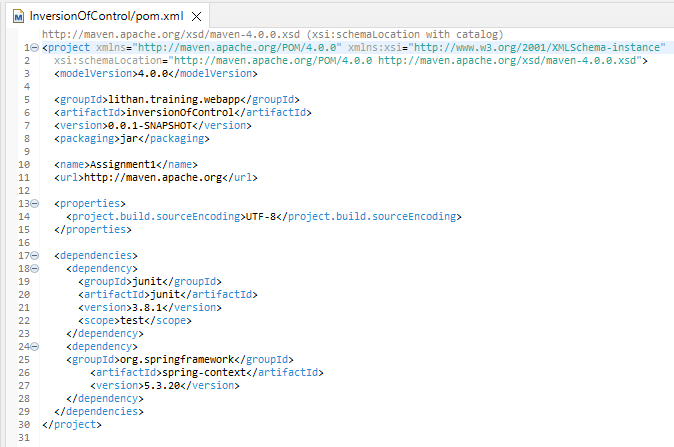 InversionOfControl/pom.xml
http://maven.apache.org/xsd/maven-4.0.0.xsd (xsi:schemaLocation with catalog)
1 <project xmlns="http://maven.apache.org/POM/4.0.0" xmlns:xsi="http://www.w3.org/2001/XMLSchema-instance"
2   xsi:schemaLocation="http://maven.apache.org/POM/4.0.0 http://maven.apache.org/xsd/maven-4.0.0.xsd">
3   <modelVersion>4.0.0</modelVersion>
4
5   <groupId>lithan.training.webapp</groupId>
6   <artifactId>inversionOfControl</artifactId>
7   <version>0.0.1-SNAPSHOT</version>
8   <packaging>jar</packaging>
9
10   <name>Assignment1</name>
11   <url>http://maven.apache.org</url>
12
13   <properties>
14     <project.build.sourceEncoding>UTF-8</project.build.sourceEncoding>
15   </properties>
16
17   <dependencies>
18     <dependency>
19       <groupId>junit</groupId>
20       <artifactId>junit</artifactId>
21       <version>3.8.1</version>
22       <scope>test</scope>
23     </dependency>
24     <dependency>
25     <groupId>org.springframework</groupId>
26         <artifactId>spring-context</artifactId>
27         <version>5.3.20</version>
28     </dependency>
29   </dependencies>
30 </project>
31